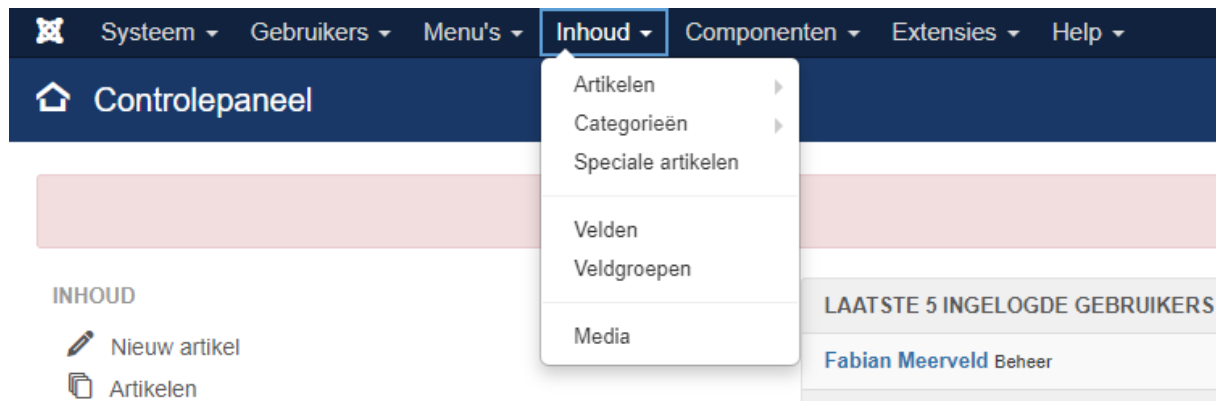 Systeem Gebruikers Menu's Inhoud Componenten Extensies Help
Controlepaneel
Artikelen
Categorieën
Speciale artikelen
Velden
Veldgroepen
Media
INHOUD
Nieuw artikel
Artikelen
LAATSTE 5 INGELOGDE GEBRUIKERS
Fabian Meerveld Beheer